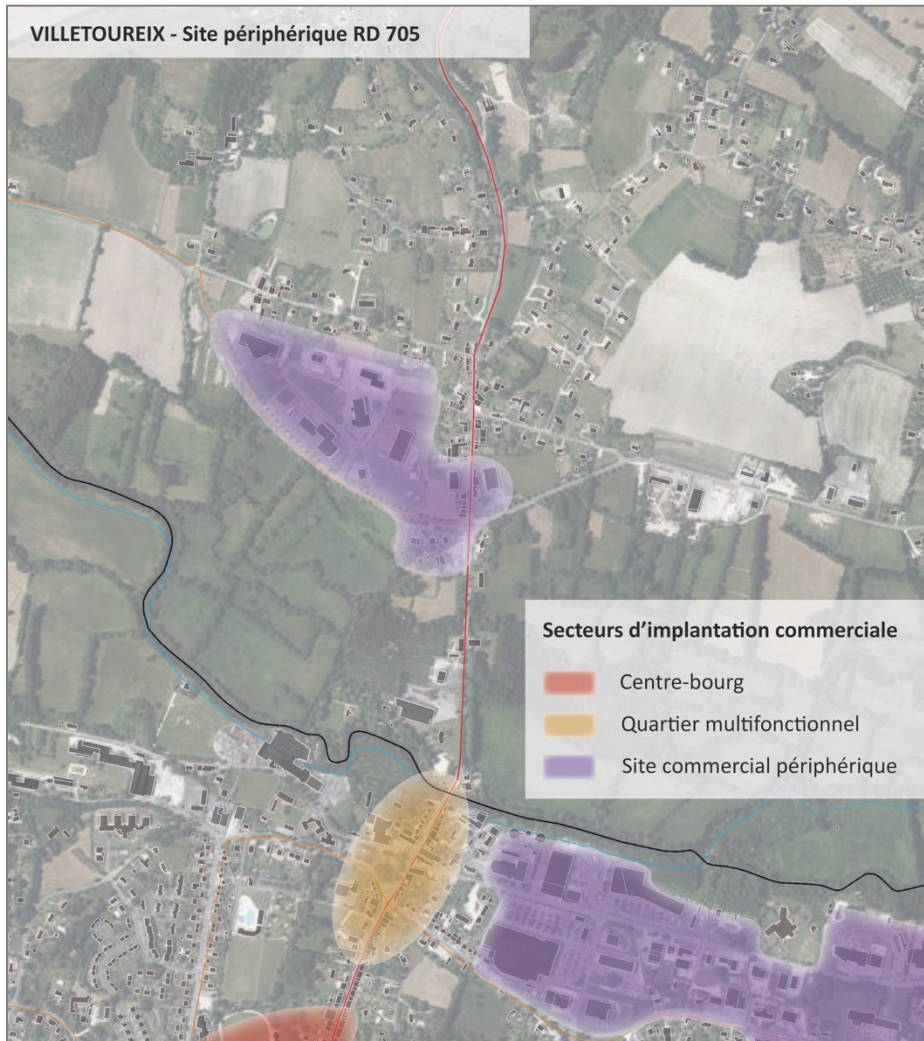 VILLETOUREIX - Site périphérique RD 705
Secteurs d'implantation commerciale
Centre-bourg
Quartier multifonctionnel
Site commercial périphérique